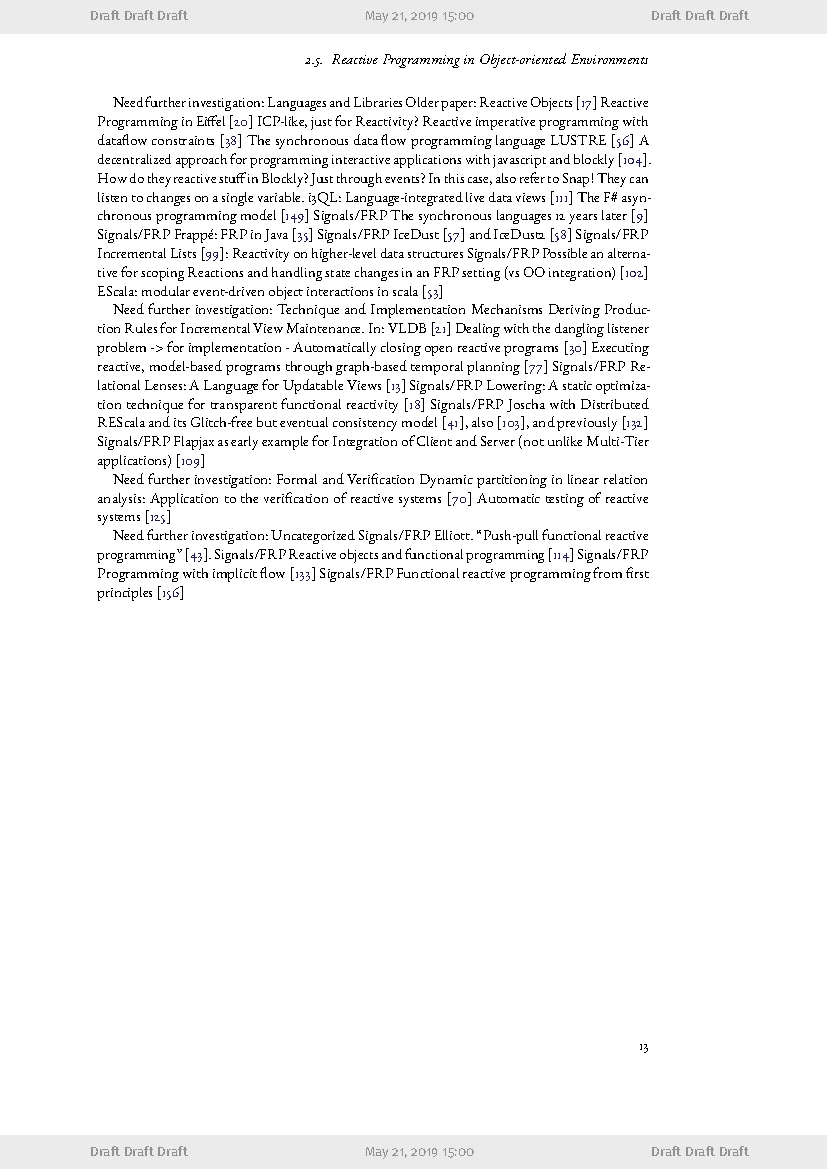 Draft Draft Draft May 21, 2019 15:00 Draft Draft Draft
2.5. Reactive Programming in Object-oriented Environments
Need further investigation: Languages and Libraries Older paper: Reactive Objects [17] Reactive
Programming in Eiffel [20] ICP-like, just for Reactivity? Reactive imperative programming with
dataflow constraints [38] The synchronous data flow programming language LUSTRE [56] A
decentralized approach for programming interactive applications with javascript and blockly [104].
How do they reactive stuff in Blockly? Just through events? In this case, also refer to Snap! They can
listen to changes on a single variable. i3QL: Language-integrated live data views [111] The F# asyn-
chronous programming model [149] Signals/FRP The synchronous languages 12 years later [9]
Signals/FRP Frappé: FRP in Java [35] Signals/FRP IceDust [57] and IceDust2 [58] Signals/FRP
Incremental Lists [99]: Reactivity on higher-level data structures Signals/FRP Possible an alterna-
tive for scoping Reactions and handling state changes in an FRP setting (vs OO integration) [102]
EScala: modular event-driven object interactions in scala [53]
Need further investigation: Technique and Implementation Mechanisms Deriving Produc-
tion Rules for Incremental View Maintenance. In: VLDB [21] Dealing with the dangling listener
problem -> for implementation - Automatically closing open reactive programs [30] Executing
reactive, model-based programs through graph-based temporal planning [77] Signals/FRP Re-
lational Lenses: A Language for Updatable Views [13] Signals/FRP Lowering: A static optimiza-
tion technique for transparent functional reactivity [18] Signals/FRP Joscha with Distributed
REScala and its Glitch-free but eventual consistency model [41], also [103], and previously [132]
Signals/FRP Flapjax as early example for Integration of Client and Server (not unlike Multi-Tier
applications) [109]
Need further investigation: Formal and Verification Dynamic partitioning in linear relation
analysis: Application to the verification of reactive systems [70] Automatic testing of reactive
systems [125]
Need further investigation: Uncategorized Signals/FRP Elliott. “Push-pull functional reactive
programming” [43]. Signals/FRP Reactive objects and functional programming [114] Signals/FRP
Programming with implicit flow [133] Signals/FRP Functional reactive programming from first
principles [156]
13
Draft Draft Draft May 21, 2019 15:00 Draft Draft Draft